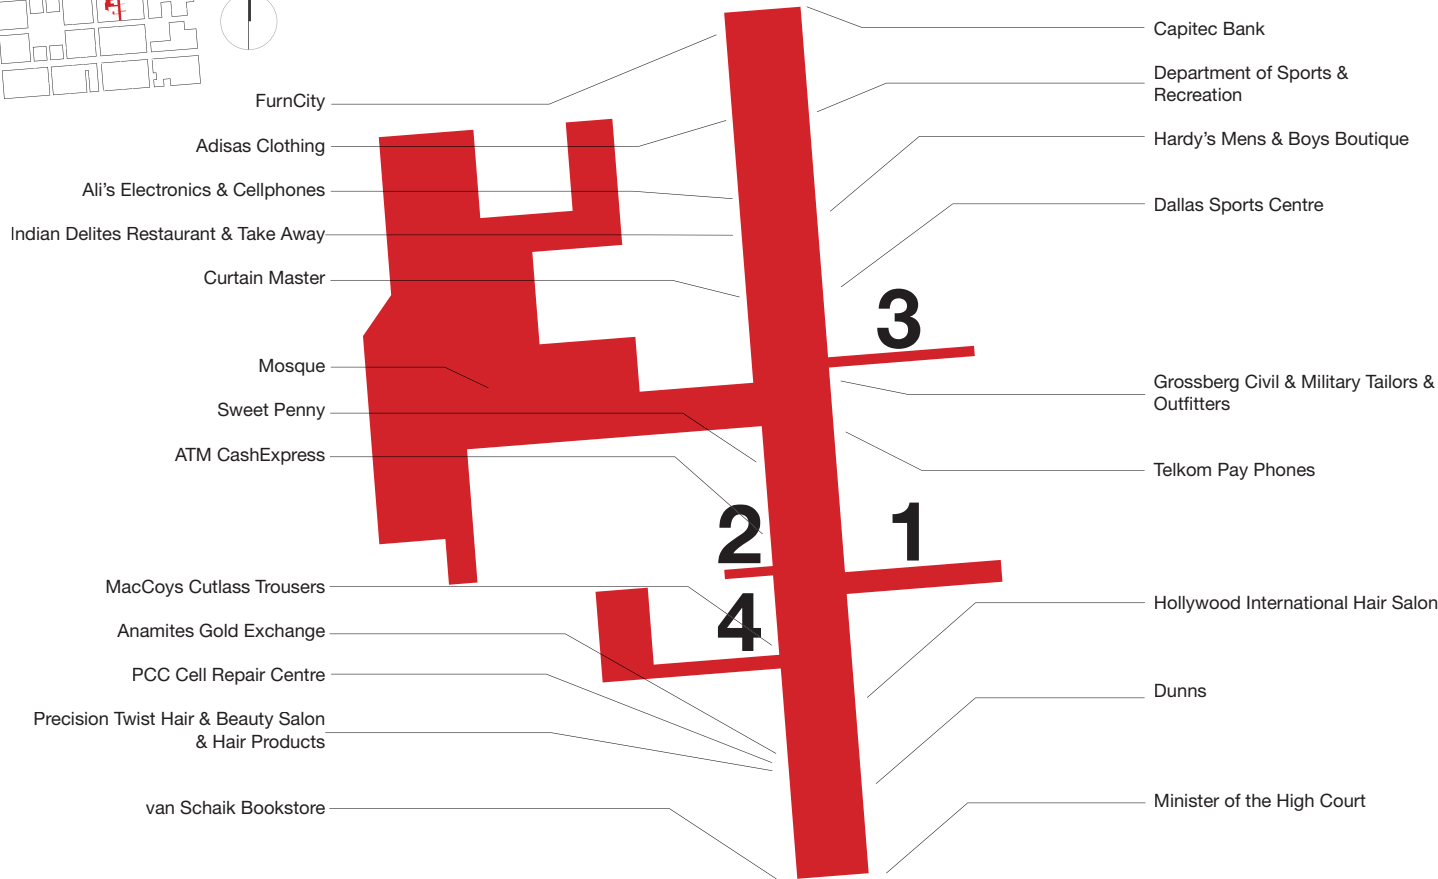 FurnCity
Adisas Clothing
Ali's Electronics & Cellphones
Indian Delites Restaurant & Take Away
Curtain Master
Mosque
Sweet Penny
ATM CashExpress
MacCoys Cutlass Trousers
Anamites Gold Exchange
PCC Cell Repair Centre
Precision Twist Hair & Beauty Salon
& Hair Products
van Schaik Bookstore
3
2
1
4
Capitec Bank
Department of Sports &
Recreation
Hardy's Mens & Boys Boutique
Dallas Sports Centre
Grossberg Civil & Military Tailors &
Outfitters
Telkom Pay Phones
Hollywood International Hair Salon
Dunns
Minister of the High Court